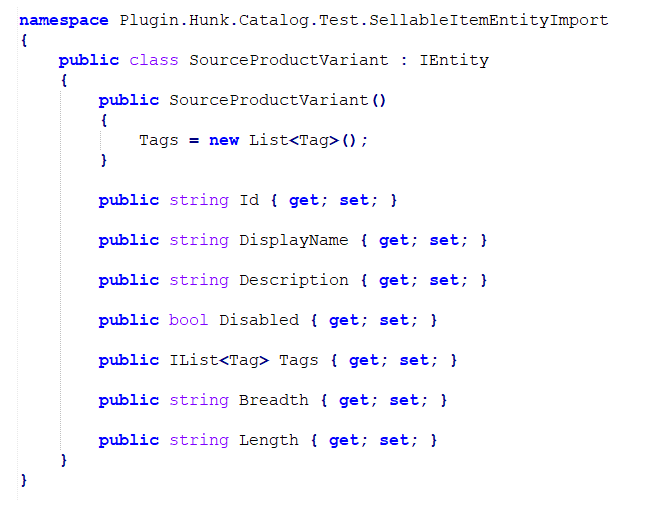 namespace Plugin.Hunk.Catalog.Test.SellableItemEntityImport
{
public class SourceProductVariant : IEntity
{
public SourceProductVariant()
{
Tags = new List<Tag>();
}
public string Id { get; set; }
public string DisplayName { get; set; }
public string Description { get; set; }
public bool Disabled { get; set; }
public IList<Tag> Tags { get; set; }
public string Breadth { get; set; }
public string Length { get; set; }
}
}